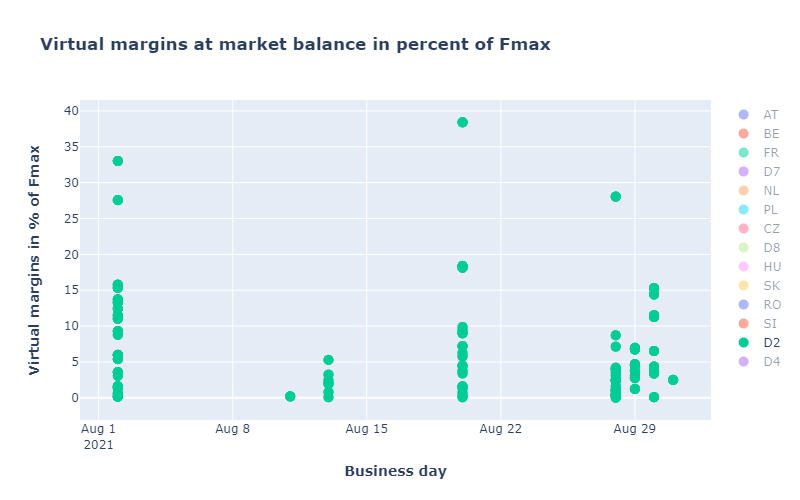 Virtual margins at market balance in percent of Fmax
Virtual margins in % of Fmax
40
35
30
25
20
15
10
5
0
Aug 1
2021
Aug 8
Aug 15
Aug 22
Aug 29
Business day
AT
BE
FR
D7
NL
PL
CZ
D8
HU
SK
RO
SI
D2
D4